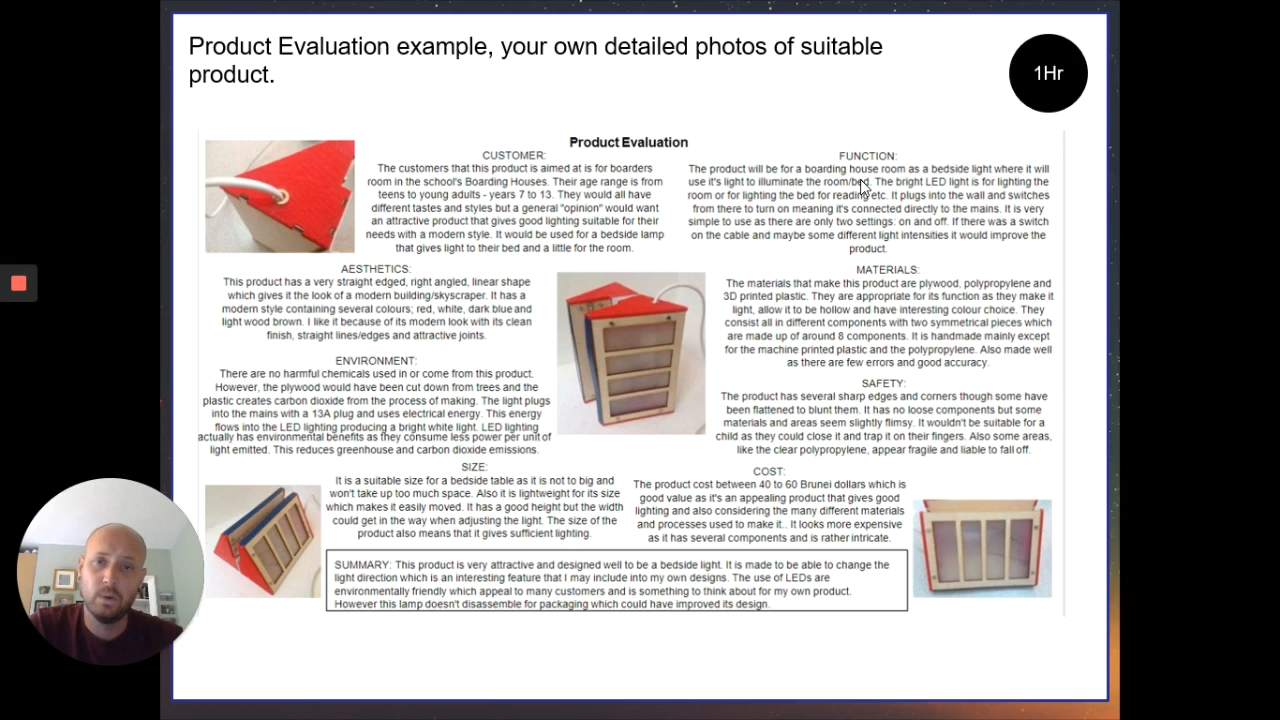 Product Evaluation example, your own detailed photos of suitable
product.
1Hr
Product Evaluation
CUSTOMER:
The customers that this product is aimed at is for boarders
room in the school's Boarding Houses. Their age range is from
teens to young adults - years 7 to 13. They would all have
different tastes and styles but a general "opinion" would want
an attractive product that gives good lighting suitable for their
needs with a modern style. It would be used for a bedside lamp
that gives light to their bed and a little for the room.
FUNCTION:
The product will be for a boarding house room as a bedside light where it will
use it's light to illuminate the room/bed. The bright LED light is for lighting the
room or for lighting the bed for reading etc. It plugs into the wall and switches
from there to turn on meaning it's connected directly to the mains. It is very
simple to use as there are only two settings: on and off. If there was a switch
on the cable and maybe some different light intensities it would improve the
product.
AESTHETICS:
This product has a very straight edged, right angled, linear shape
which gives it the look of a modern building/skyscraper. It has a
modern style containing several colours; red, white, dark blue and
light wood brown. I like it because of its modern look with its clean
finish, straight lines/edges and attractive joints.
MATERIALS:
The materials that make this product are plywood, polypropylene and
3D printed plastic. They are appropriate for its function as they make it
light, allow it to be hollow and have interesting colour choice. They
consist all in different components with two symmetrical pieces which
are made up of around 8 components. It is handmade mainly except
for the machine printed plastic and the polypropylene. Also made well
as there are few errors and good accuracy.
ENVIRONMENT:
There are no harmful chemicals used in or come from this product.
However, the plywood would have been cut down from trees and the
plastic creates carbon dioxide from the process of making. The light plugs
into the mains with a 13A plug and uses electrical energy. This energy
flows into the LED lighting producing a bright white light. LED lighting
actually has environmental benefits as they consume less power per unit of
light emitted. This reduces greenhouse and carbon dioxide emissions.
SAFETY:
The product has several sharp edges and corners though some have
been flattened to blunt them. It has no loose components but some
materials and areas seem slightly flimsy. It wouldn't be suitable for a
child as they could close it and trap it on their fingers. Also some areas,
like the clear polypropylene, appear fragile and liable to fall off.
SIZE:
It is a suitable size for a bedside table as it is not to big and
won't take up too much space. Also it is lightweight for its size
which makes it easily moved. It has a good height but the width
could get in the way when adjusting the light. The size of the
product also means that it gives sufficient lighting.
COST:
The product cost between 40 to 60 Brunei dollars which is
good value as it's an appealing product that gives good
lighting and also considering the many different materials
and processes used to make it.. It looks more expensive
as it has several components and is rather intricate.
SUMMARY: This product is very attractive and designed well to be a bedside light. It is made to be able to change the
light direction which is an interesting feature that I may include into my own designs. The use of LEDs are
environmentally friendly which appeal to many customers and is something to think about for my own product.
However this lamp doesn't disassemble for packaging which could have improved its design.